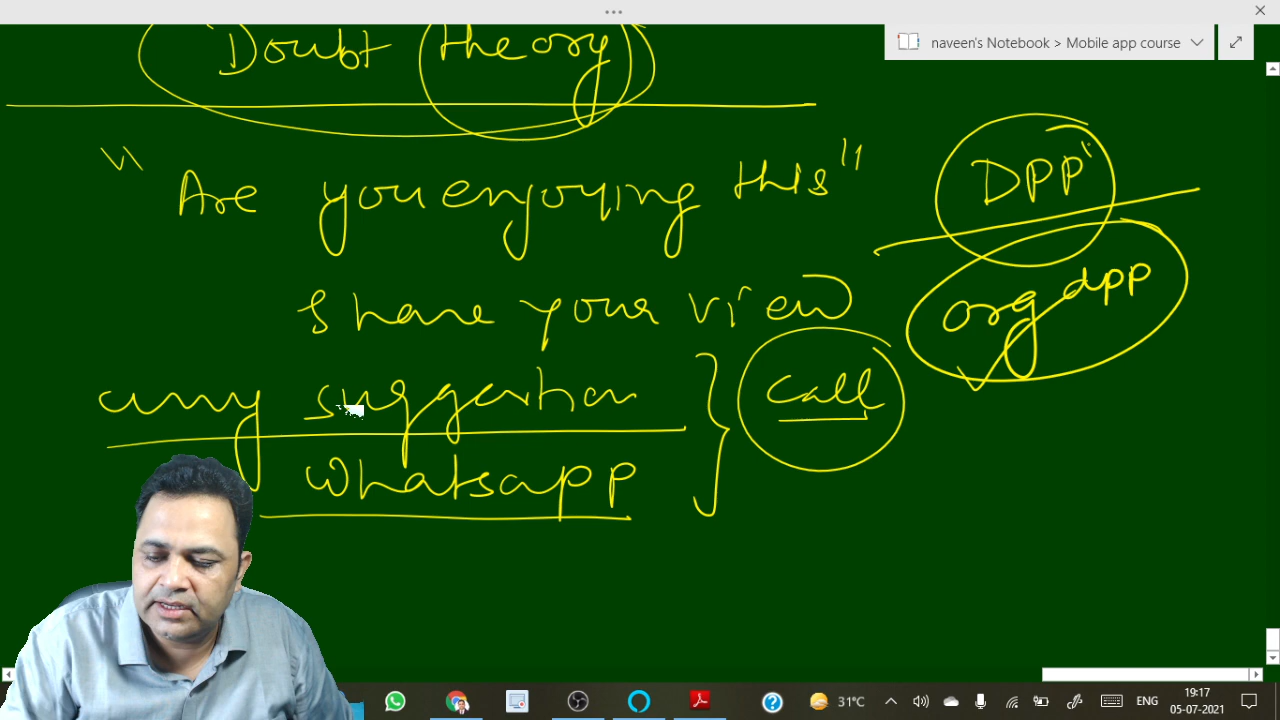 naveen's Notebook > Mobile app course
Doubt theory
"Are you enjoying this"
DPP
share your view
org dpp
any suggestion
call
whatsapp
31°C
ENG
19:17
05-07-2021